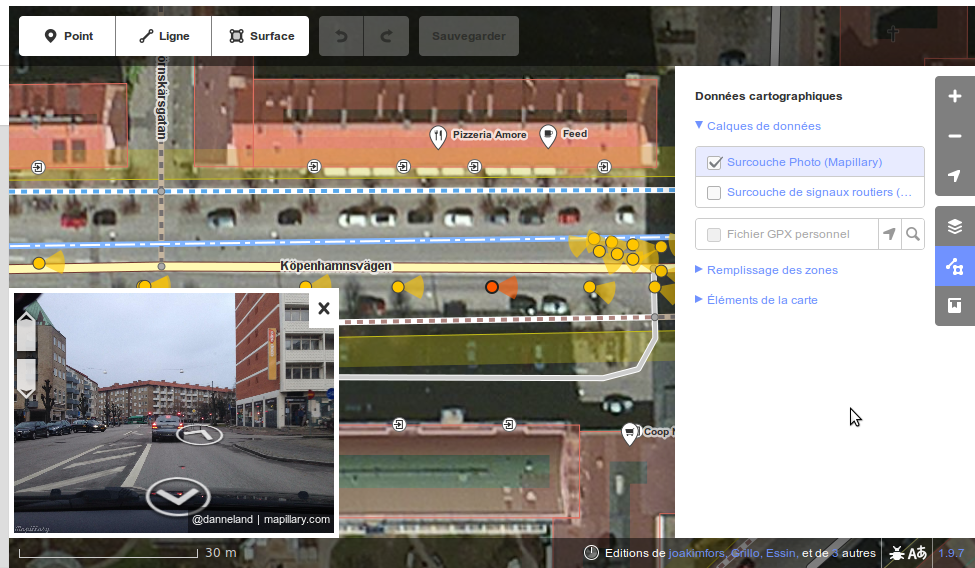 Point
Ligne
Surface
Sauvegarder
örnskärsgatan
Pizzeria Amore
Feed
Köpenhamnsvägen
Coop
Données cartographiques
Calques de données
Surcouche Photo (Mapillary)
Surcouche de signaux routiers (...
Fichier GPX personnel
Remplissage des zones
Éléments de la carte
Mapillary
@danneland | mapillary.com
30 m
Editions de joakimfors, Grillo, Essin, et de 3 autres
1.9.7